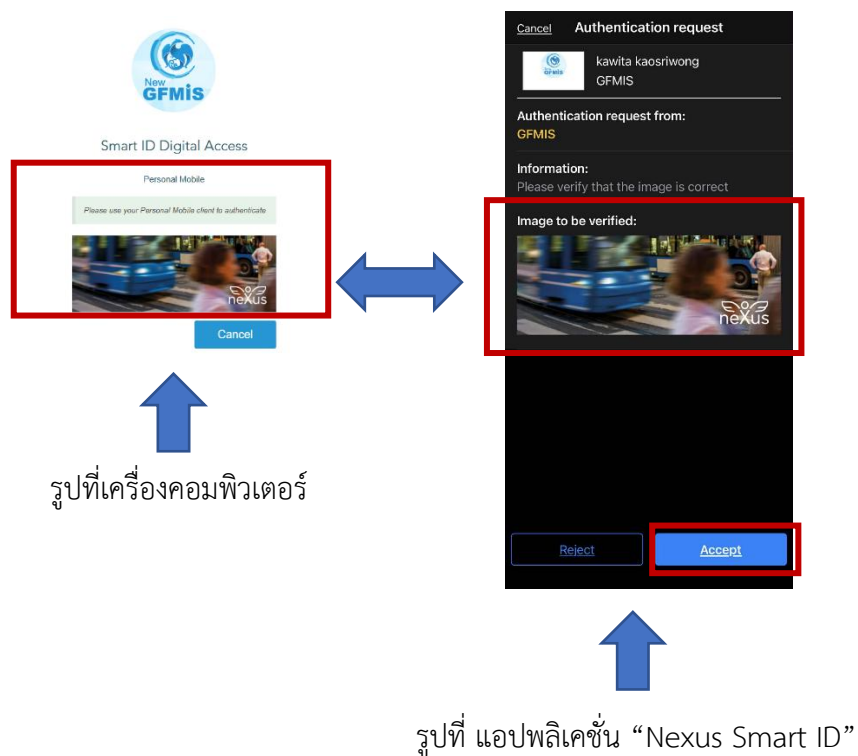 New
GFMIS
Smart ID Digital Access
Personal Mobile
Please use your Personal Mobile client to authenticate
neXus
Cancel
รูปที่เครื่องคอมพิวเตอร์
Cancel
Authentication request
New
GFMIS
kawita kaosriwong
GFMIS
Authentication request from:
GFMIS
Information:
Please verify that the image is correct
Image to be verified:
neXus
Reject
Accept
รูปที่ แอปพลิเคชั่น “Nexus Smart ID”